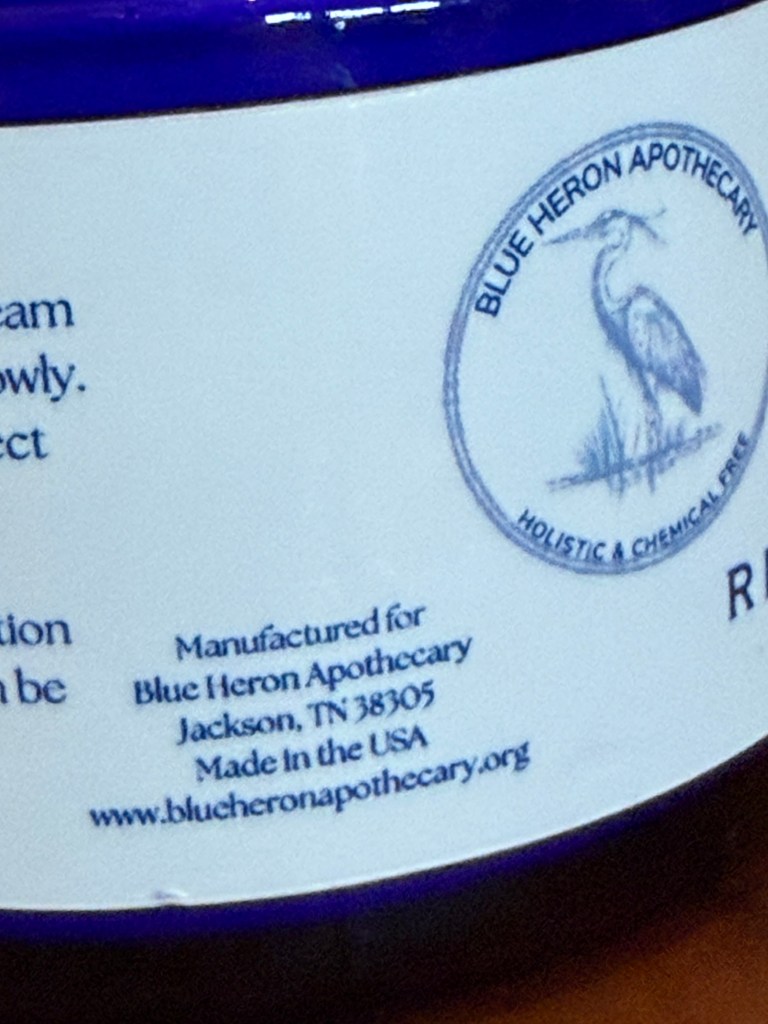 BLUE HERON APOTHECARY
HOLISTIC & CHEMICAL FREE
Manufactured for
Blue Heron Apothecary
Jackson, TN 38305
Made In the USA
www.blueheronapothecary.org
be